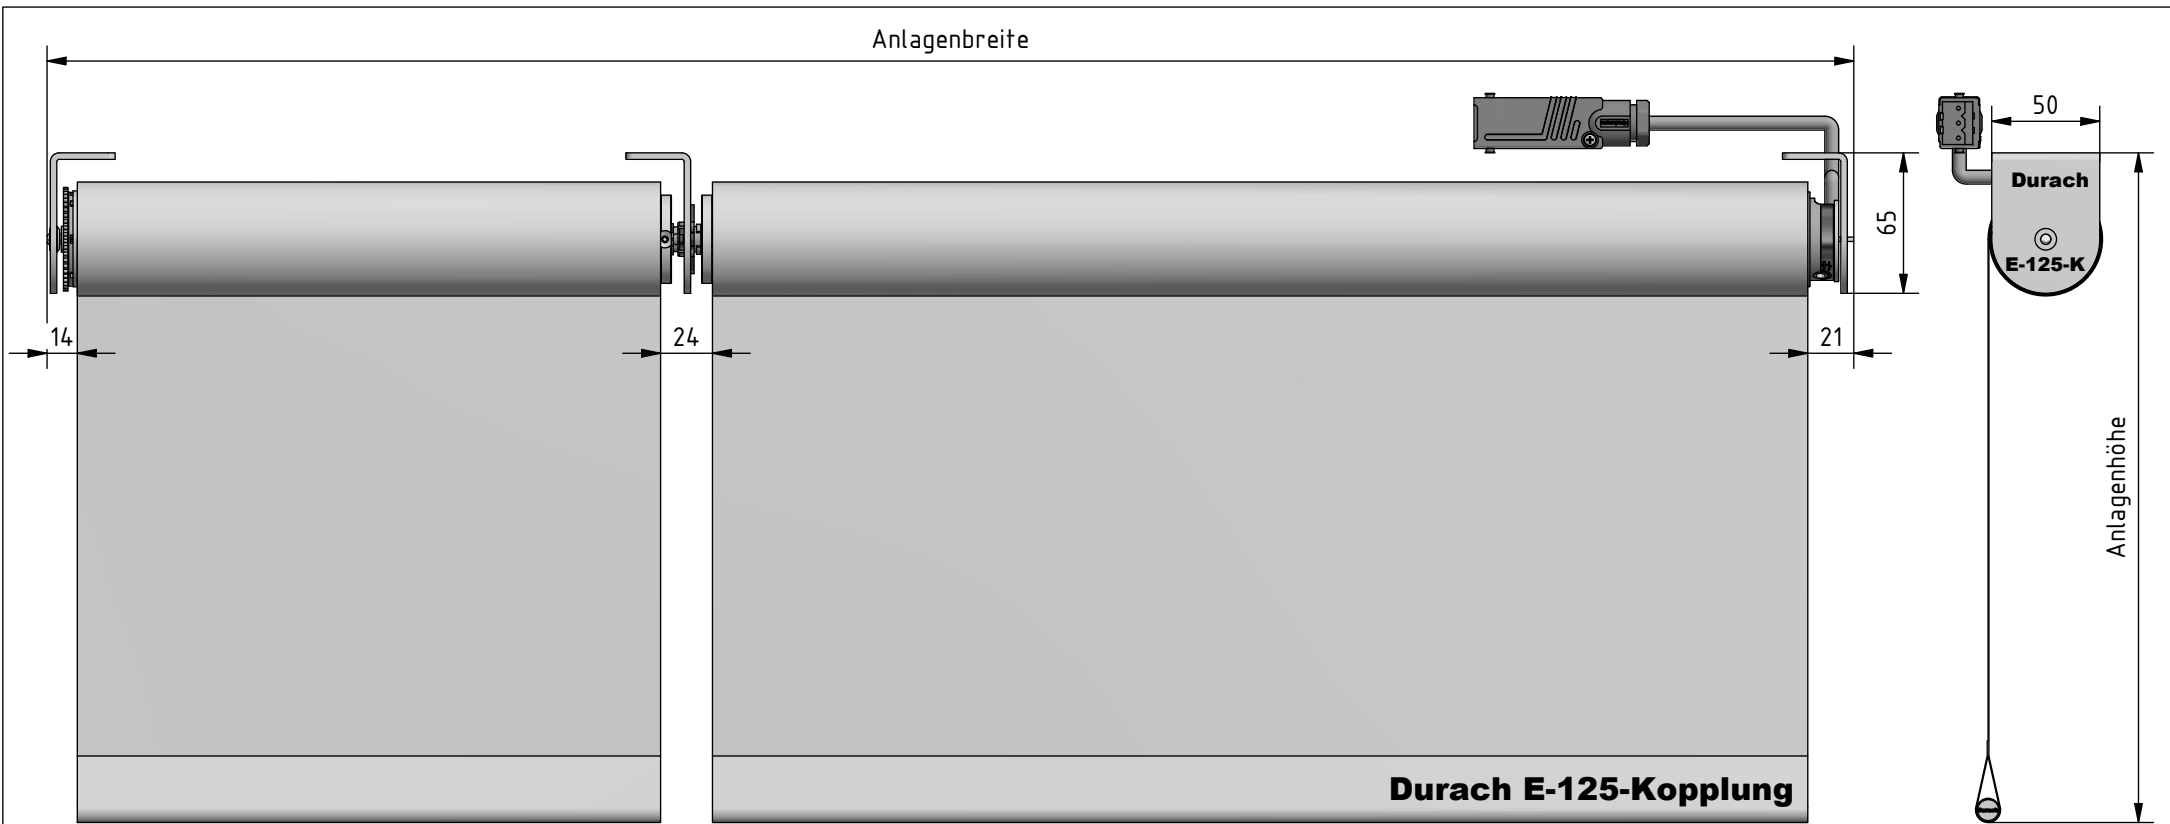 Anlagenbreite
50
Durach
65
E-125-K
14
24
21
Anlagenhöhe
Durach E-125-Kopplung